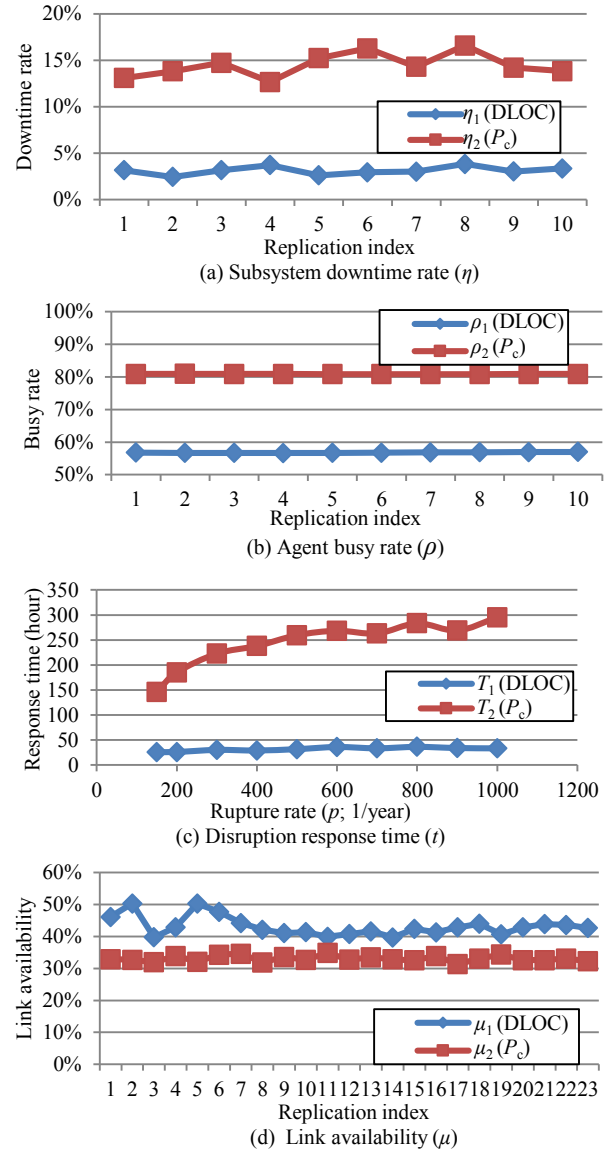 20%
15%
10%
5%
0%
Downtime rate
η1 (DLOC)
η2 (Pc)
1 2 3 4 5 6 7 8 9 10
Replication index
(a) Subsystem downtime rate (η)
100%
90%
80%
70%
60%
50%
Busy rate
ρ1 (DLOC)
ρ2 (Pc)
1 2 3 4 5 6 7 8 9 10
Replication index
(b) Agent busy rate (ρ)
350
300
250
200
150
100
50
0
Response time (hour)
T1 (DLOC)
T2 (Pc)
0 200 400 600 800 1000 1200
Rupture rate (p; 1/year)
(c) Disruption response time (t)
60%
50%
40%
30%
20%
10%
0%
Link availability
μ1 (DLOC)
μ2 (Pc)
1 2 3 4 5 6 7 8 9 1011121314151617181920212223
Replication index
(d) Link availability (μ)